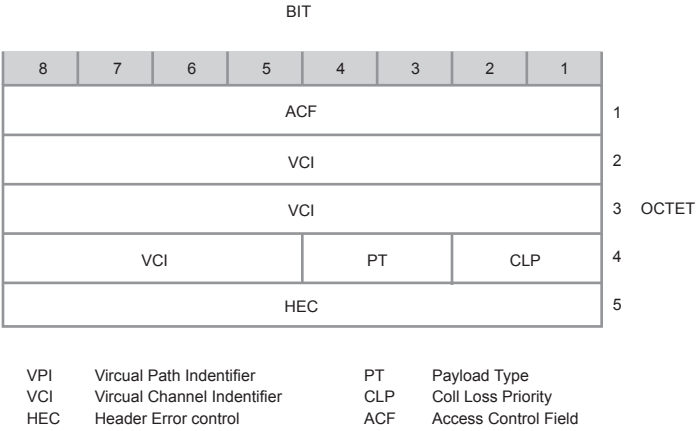 BIT
8 7 6 5 4 3 2 1
ACF 1
VCI 2
VCI 3 OCTET
VCI PT CLP 4
HEC 5
VPI Vircual Path Indentifier PT Payload Type
VCI Vircual Channel Indentifier CLP Coll Loss Priority
HEC Header Error control ACF Access Control Field